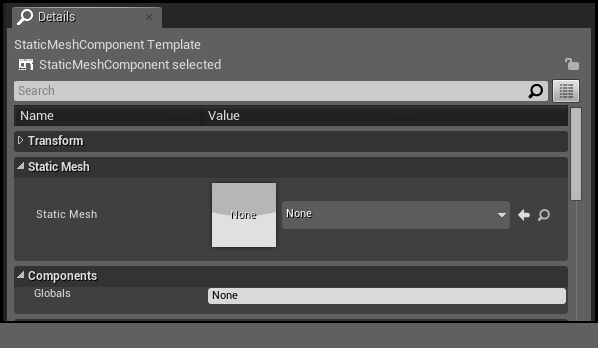 Details
StaticMeshComponent Template
StaticMeshComponent selected
Search
Name Value
Transform
Static Mesh
Static Mesh None None
Components
Globals None